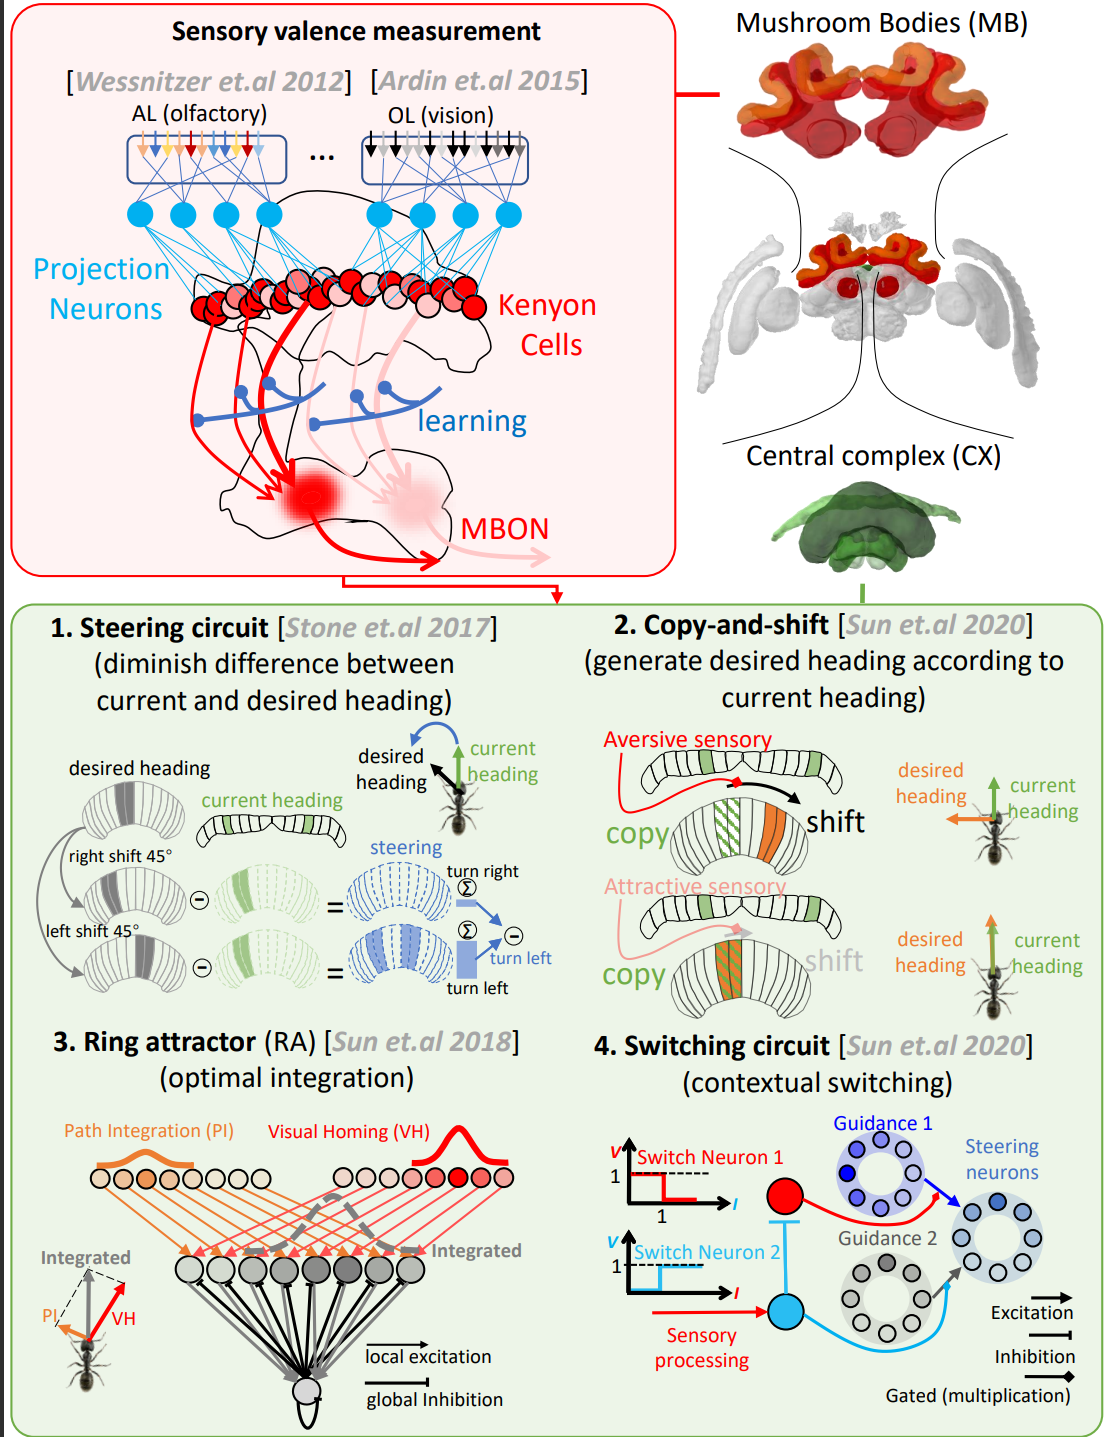 Sensory valence measurement
[Wessnitzer et.al 2012] [Ardin et.al 2015]
AL (olfactory)
OL (vision)
...
Projection
Neurons
Kenyon
Cells
learning
MBON
Mushroom Bodies (MB)
Central complex (CX)
1. Steering circuit [Stone et.al 2017]
(diminish difference between
current and desired heading)
desired
heading
current
heading
desired heading
current heading
right shift 45°
steering
turn right
Σ
−
=
left shift 45°
Σ
−
turn left
−
=
turn left
2. Copy-and-shift [Sun et.al 2020]
(generate desired heading according to
current heading)
Aversive sensory
copy
shift
desired
heading
current
heading
Attractive sensory
copy
shift
desired
heading
current
heading
3. Ring attractor (RA) [Sun et.al 2018]
(optimal integration)
Path Integration (PI)
Visual Homing (VH)
Integrated
Integrated
PI
VH
local excitation
global Inhibition
4. Switching circuit [Sun et.al 2020]
(contextual switching)
Guidance 1
Steering
neurons
V
Switch Neuron 1
1
I
1
Guidance 2
V
Switch Neuron 2
1
I
Sensory
processing
Excitation
Inhibition
Gated (multiplication)